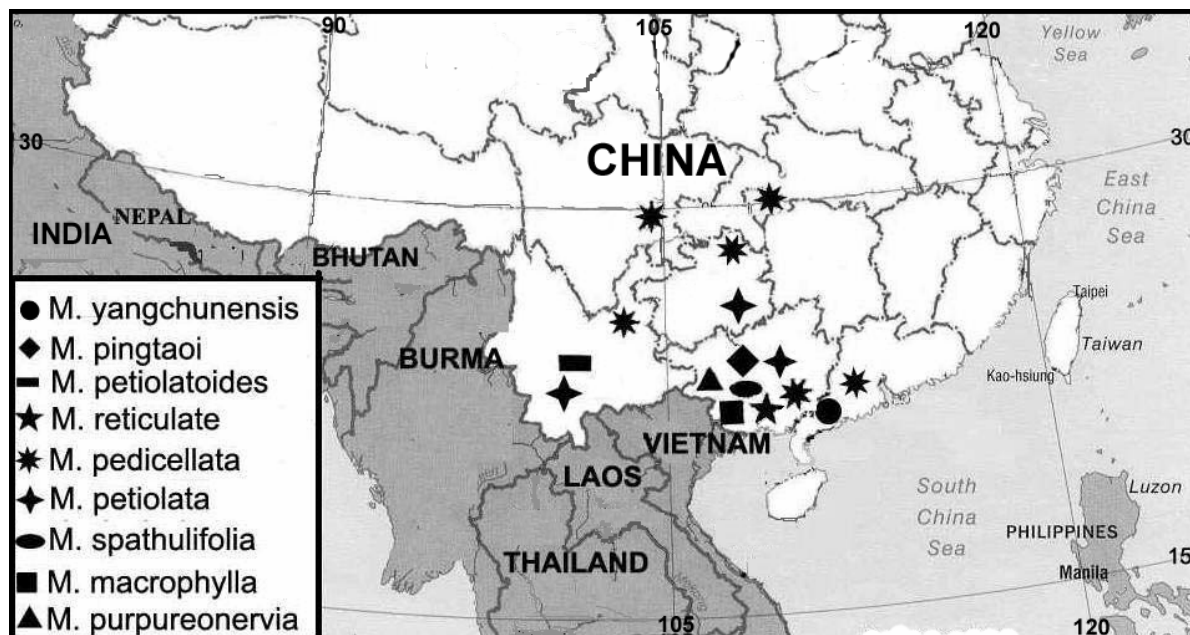 90
105
120
Yellow
Sea
30
30
CHINA
East
China
Sea
NEPAL
INDIA
BHUTAN
Taipei
Taiwan
BURMA
Kao-hsiung
VIETNAM
LAOS
South
China
Sea
Luzon
PHILIPPINES
THAILAND
Manila
15
105
120
M. yangchunensis
M. pingtaoi
M. petiolatoides
M. reticulate
M. pedicellata
M. petiolata
M. spathulifolia
M. macrophylla
M. purpureonervia